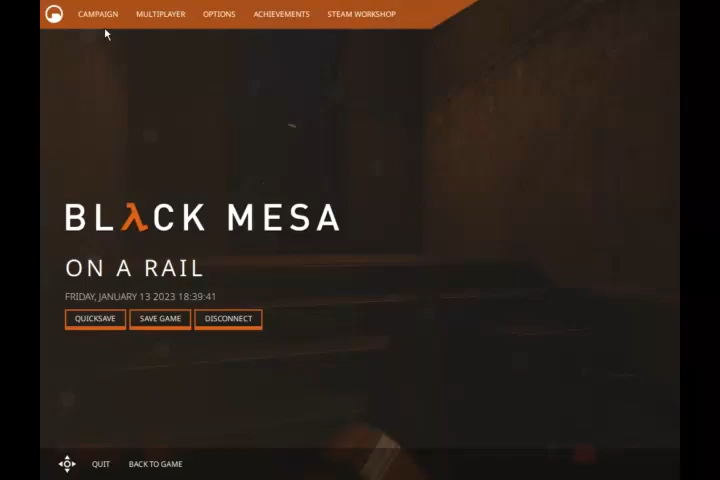 CAMPAIGN MULTIPLAYER OPTIONS ACHIEVEMENTS STEAM WORKSHOP
BLλCK MESA
ON A RAIL
FRIDAY, JANUARY 13 2023 18:39:41
QUICKSAVE SAVE GAME DISCONNECT
QUIT BACK TO GAME